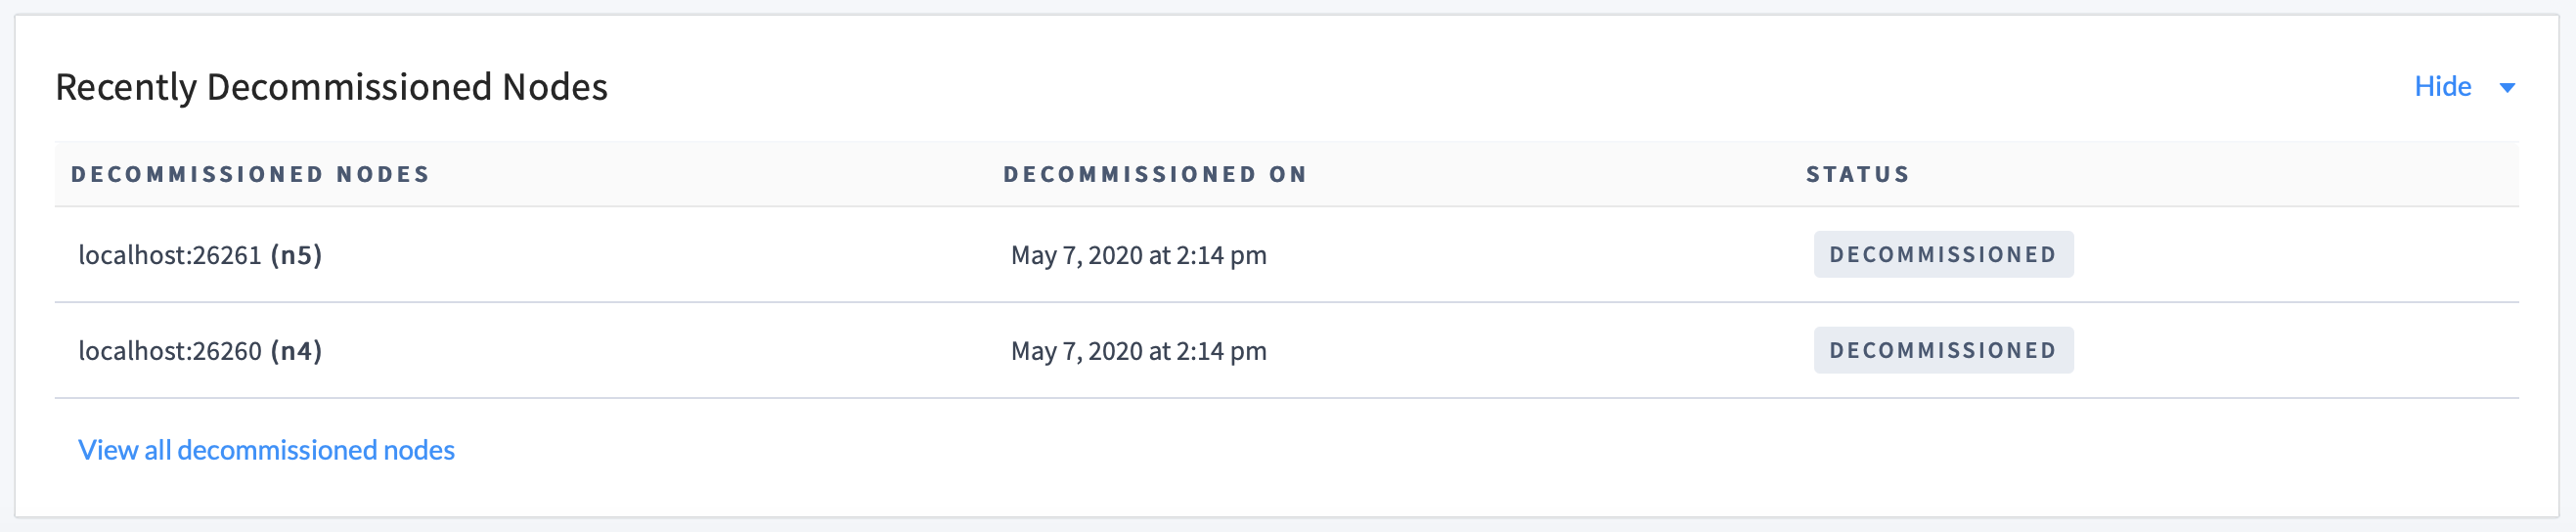 Recently Decommissioned Nodes Hide
DECOMMISSIONED NODES DECOMMISSIONED ON STATUS
localhost:26261 (n5) May 7, 2020 at 2:14 pm DECOMMISSIONED
localhost:26260 (n4) May 7, 2020 at 2:14 pm DECOMMISSIONED
View all decommissioned nodes